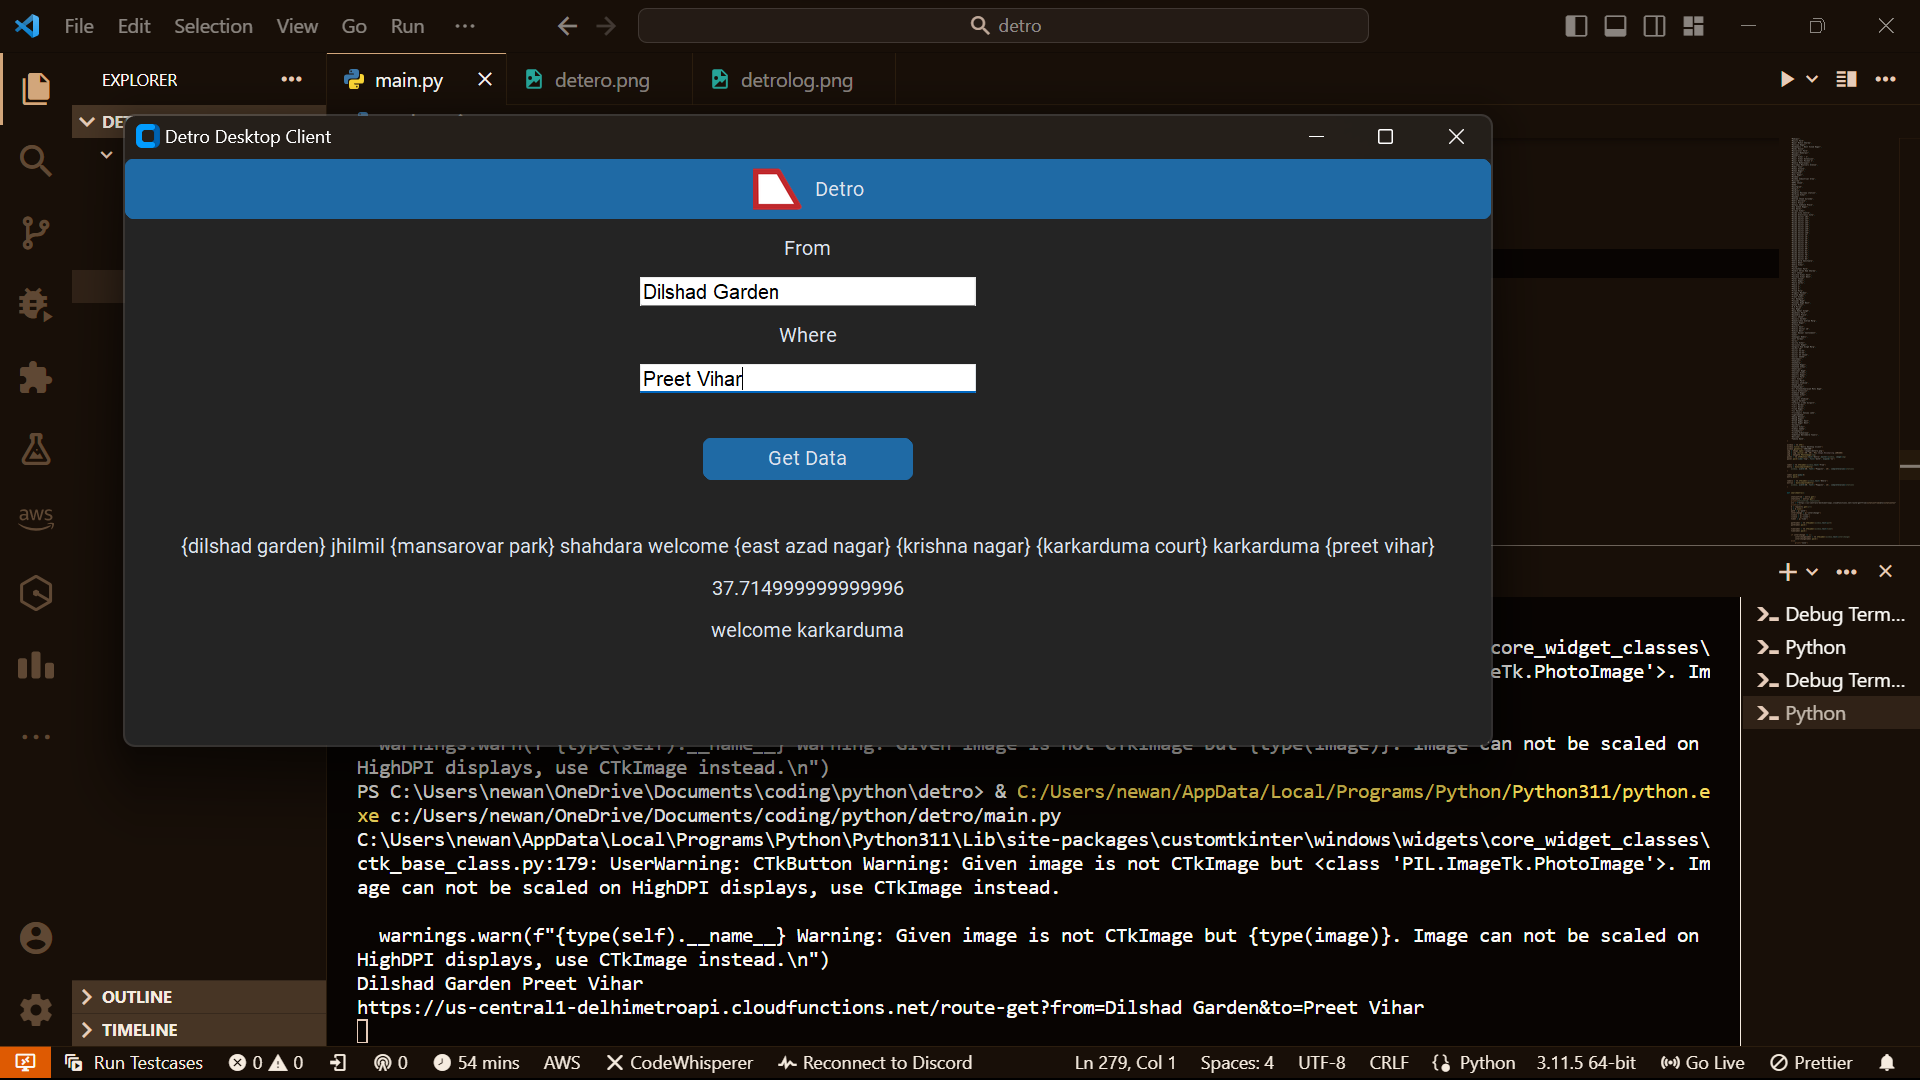 File Edit Selection View Go Run ···
detro
EXPLORER
main.py
detero.png
detrolog.png
DE
Detro Desktop Client
Detro
From
Dilshad Garden
Where
Preet Vihar
Get Data
{dilshad garden} jhilmil {mansarovar park} shahdara welcome {east azad nagar} {krishna nagar} {karkarduma court} karkarduma {preet vihar}
37.714999999999996
welcome karkarduma
aws
Debug Term...
Python
Debug Term...
Python
core_widget_classes\
eTk.PhotoImage'>. Im
warnings.warn(f"{type(self).__name__} Warning: Given image is not CTkImage but {type(image)}. Image can not be scaled on
HighDPI displays, use CTkImage instead.\n")
PS C:\Users\newan\OneDrive\Documents\coding\python\detro> & C:/Users/newan/AppData/Local/Programs/Python/Python311/python.e
xe c:/Users/newan/OneDrive/Documents/coding/python/detro/main.py
C:\Users\newan\AppData\Local\Programs\Python\Python311\Lib\site-packages\customtkinter\windows\widgets\core_widget_classes\
ctk_base_class.py:179: UserWarning: CTkButton Warning: Given image is not CTkImage but <class 'PIL.ImageTk.PhotoImage'>. Im
age can not be scaled on HighDPI displays, use CTkImage instead.
warnings.warn(f"{type(self).__name__} Warning: Given image is not CTkImage but {type(image)}. Image can not be scaled on
HighDPI displays, use CTkImage instead.\n")
Dilshad Garden Preet Vihar
https://us-central1-delhimetroapi.cloudfunctions.net/route-get?from=Dilshad Garden&to=Preet Vihar
OUTLINE
TIMELINE
Run Testcases 0 0 0 54 mins AWS CodeWhisperer Reconnect to Discord Ln 279, Col 1 Spaces: 4 UTF-8 CRLF Python 3.11.5 64-bit Go Live Prettier